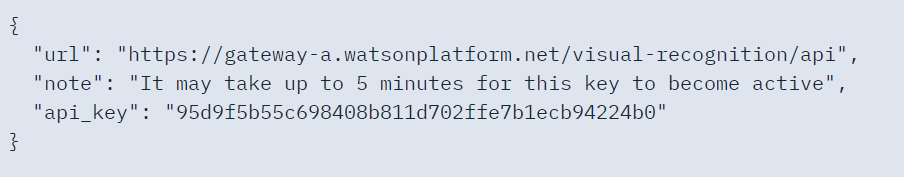 {
"url": "https://gateway-a.watsonplatform.net/visual-recognition/api",
"note": "It may take up to 5 minutes for this key to become active",
"api_key": "95d9f5b55c698408b811d702ffe7b1ecb94224b0"
}